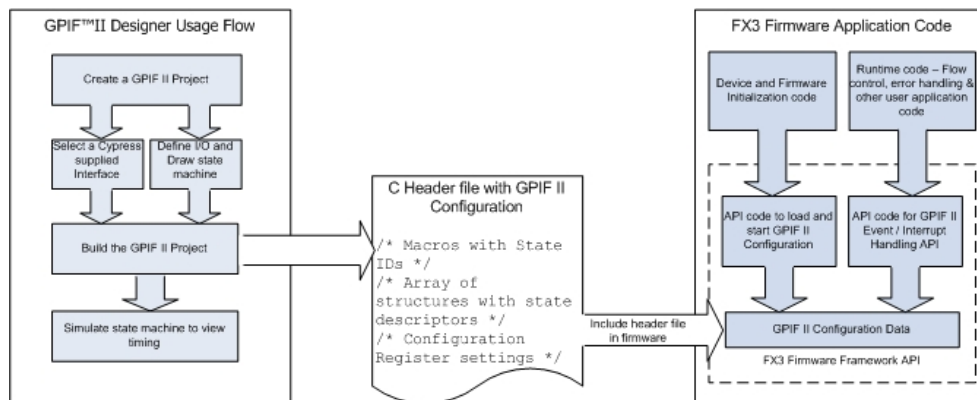 GPIF™II Designer Usage Flow
Create a GPIF II Project
Select a Cypress
supplied
Interface
Define I/O and
Draw state
machine
Build the GPIF II Project
Simulate state machine to view
timing
C Header file with GPIF II
Configuration
/* Macros with State
IDs */
/* Array of
structures with state
descriptors */
/* Configuration
Register settings */
Include header file
in firmware
FX3 Firmware Application Code
Device and Firmware
Initialization code
Runtime code – Flow
control, error handling &
other user application
code
API code to load and
start GPIF II
Configuration
API code for GPIF II
Event / Interrupt
Handling API
GPIF II Configuration Data
FX3 Firmware Framework API